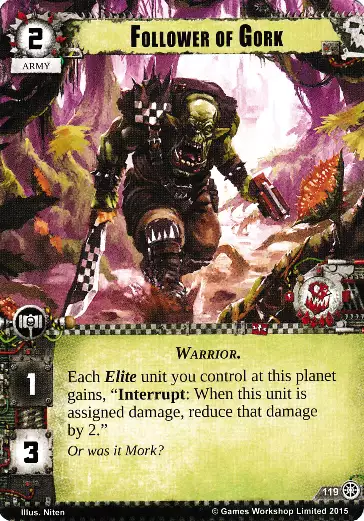 2
FOLLOWER OF GORK
ARMY
WARRIOR.
1
Each Elite unit you control at this planet
gains, “Interrupt: When this unit is
assigned damage, reduce that damage
by 2.”
3
Or was it Mork?
119
Illus. Niten
© Games Workshop Limited 2015